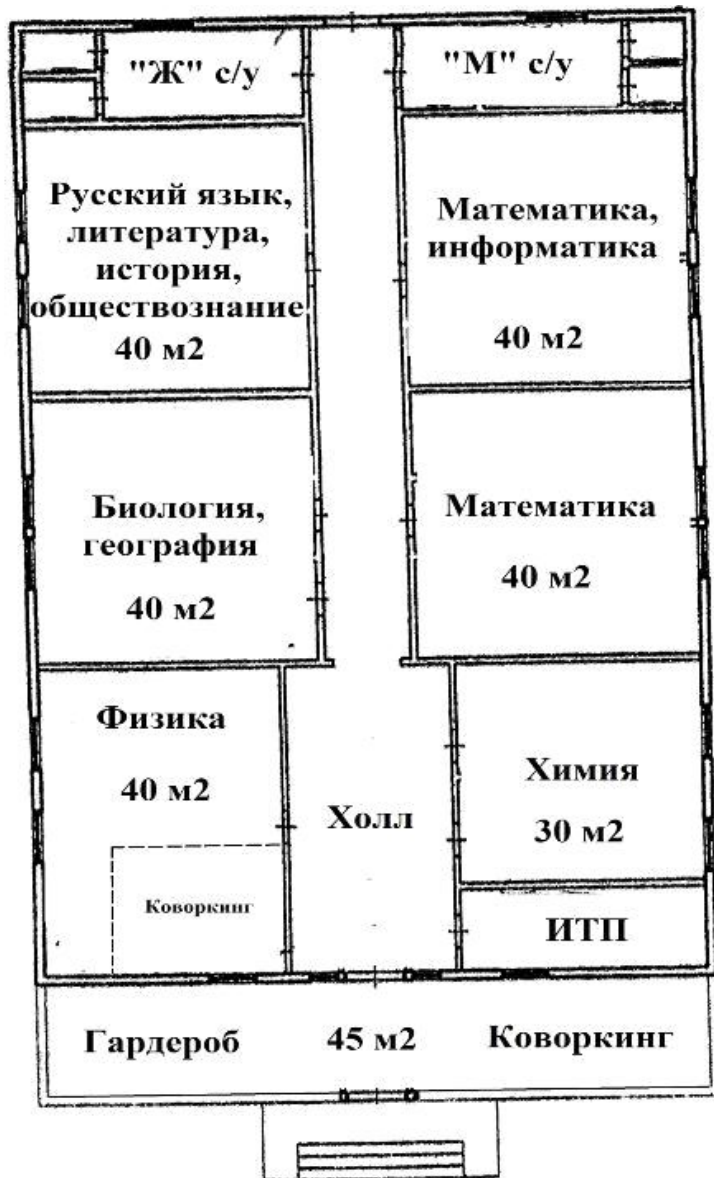 "Ж" с/у
"М" с/у
Русский язык,
литература,
история,
обществознание
40 м2
Математика,
информатика
40 м2
Биология,
география
40 м2
Математика
40 м2
Физика
40 м2
Коворкинг
Холл
Химия
30 м2
ИТП
Гардероб 45 м2 Коворкинг